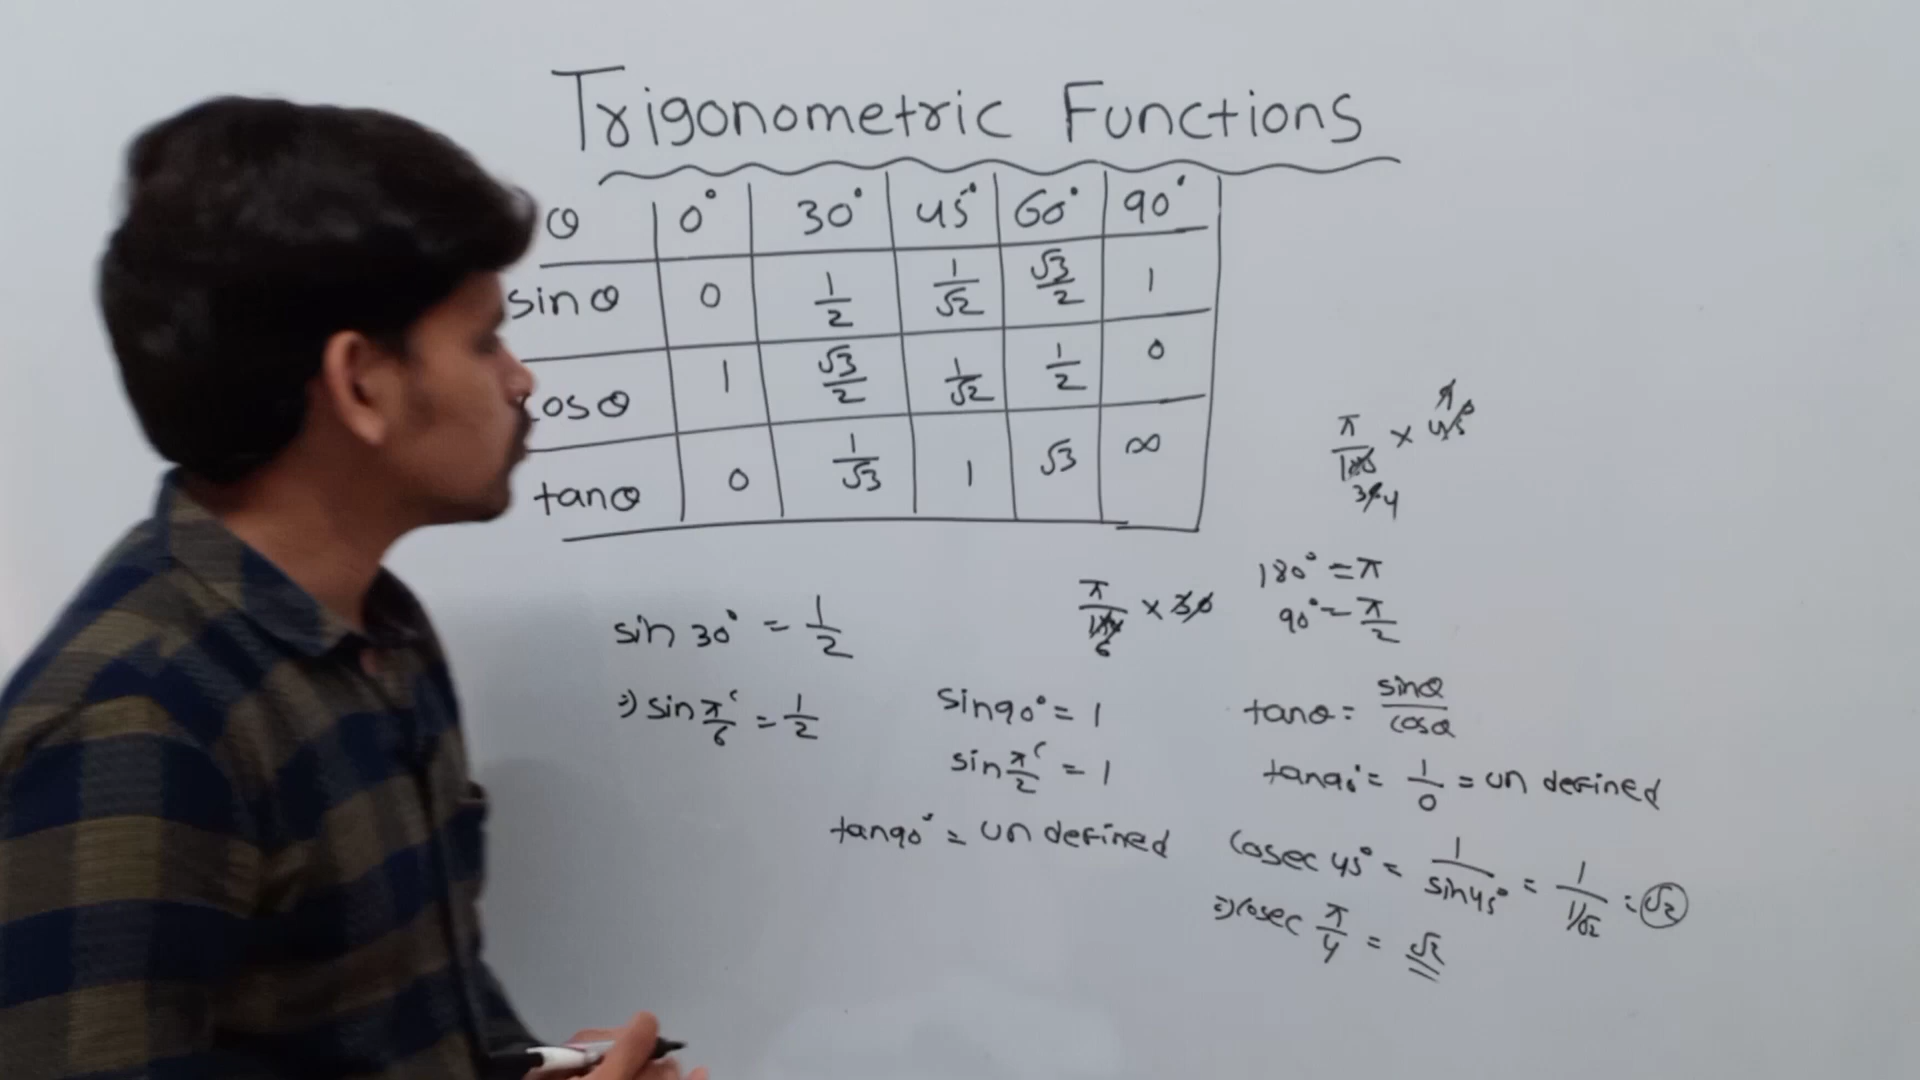 Trigonometric Functions
θ 0° 30° 45° 60° 90°
sinθ 0 1/2 1/√2 √3/2 1
cosθ 1 √3/2 1/√2 1/2 0
tanθ 0 1/√3 1 √3 ∞
sin 30° = 1/2
⇒ sin π/6ᶜ = 1/2
π/180 × 30
6
sin90° = 1
sin π/2ᶜ = 1
tan90° = un defined
π/180 × 45°
4
180° = π
90° = π/2
tanθ = sinθ/cosθ
tan90° = 1/0 = un defined
Cosec 45° = 1/sin45° = 1/1/√2 = √2
⇒ cosec π/4 = √2